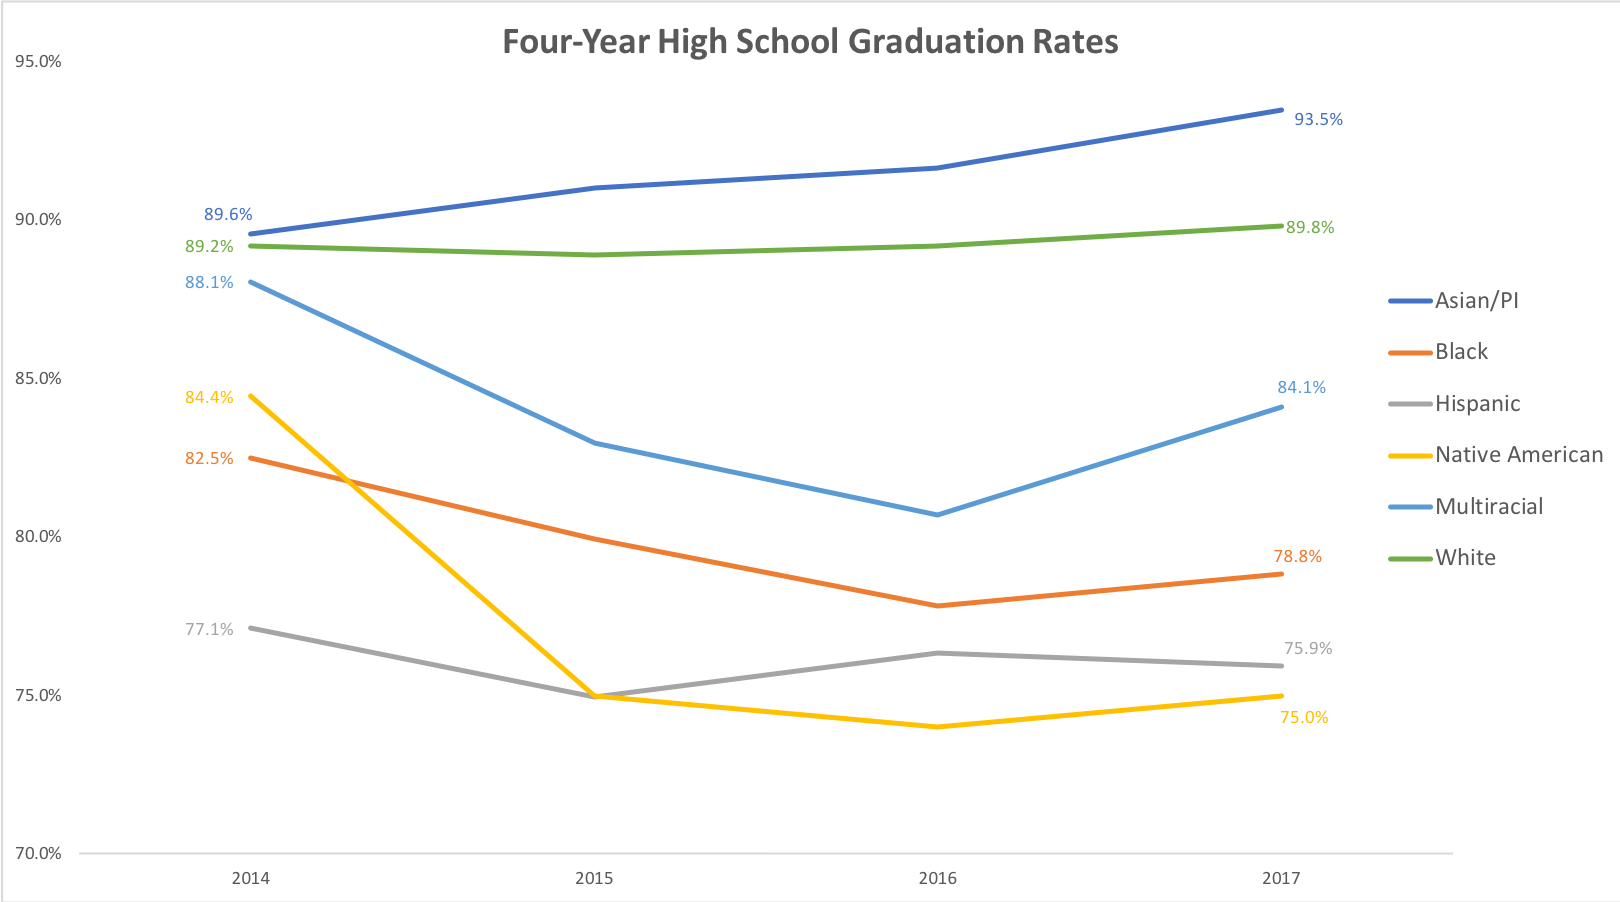 Four-Year High School Graduation Rates
95.0%
90.0%
85.0%
80.0%
75.0%
70.0%
89.6%
89.2%
88.1%
84.4%
82.5%
77.1%
93.5%
89.8%
84.1%
78.8%
75.9%
75.0%
Asian/PI
Black
Hispanic
Native American
Multiracial
White
2014 2015 2016 2017